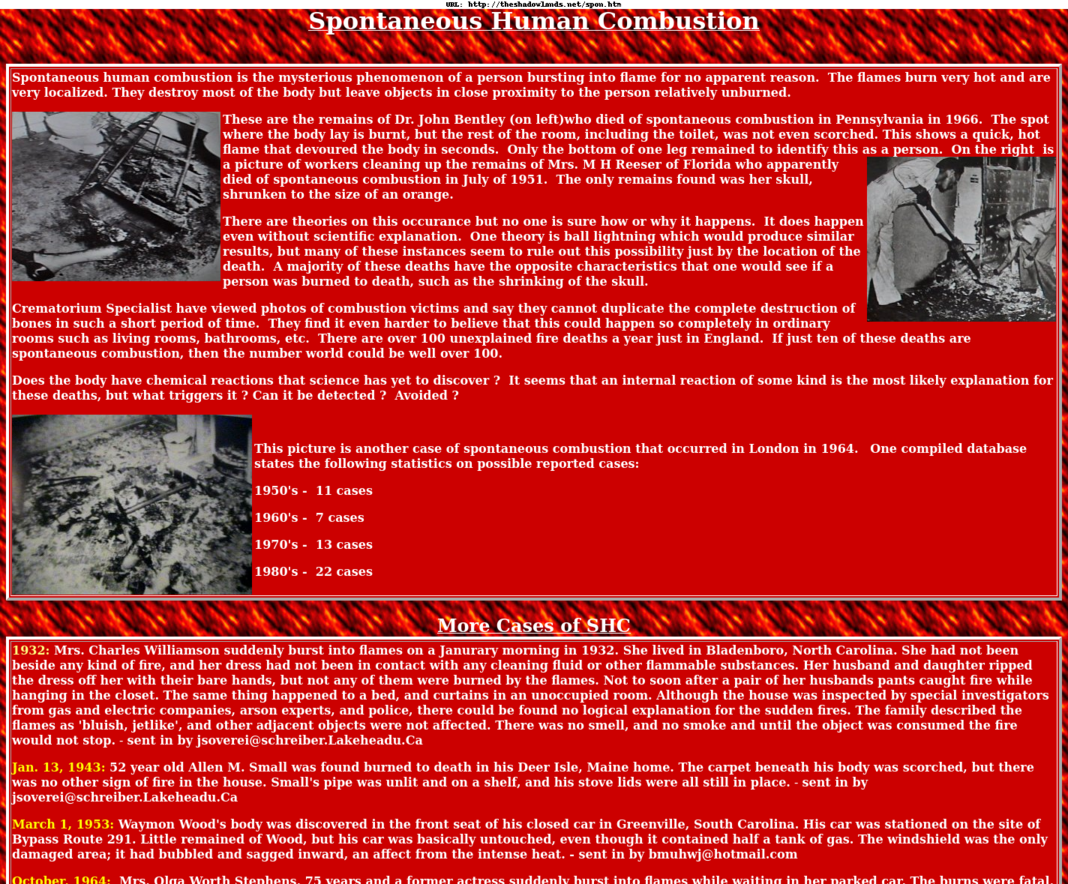 URL: http://theshadowlands.net/spon.htm
Spontaneous Human Combustion
Spontaneous human combustion is the mysterious phenomenon of a person bursting into flame for no apparent reason.  The flames burn very hot and are
very localized. They destroy most of the body but leave objects in close proximity to the person relatively unburned.
These are the remains of Dr. John Bentley (on left)who died of spontaneous combustion in Pennsylvania in 1966.  The spot
where the body lay is burnt, but the rest of the room, including the toilet, was not even scorched. This shows a quick, hot
flame that devoured the body in seconds.  Only the bottom of one leg remained to identify this as a person.  On the right  is
a picture of workers cleaning up the remains of Mrs. M H Reeser of Florida who apparently
died of spontaneous combustion in July of 1951.  The only remains found was her skull,
shrunken to the size of an orange.
There are theories on this occurance but no one is sure how or why it happens.  It does happen
even without scientific explanation.  One theory is ball lightning which would produce similar
results, but many of these instances seem to rule out this possibility just by the location of the
death.  A majority of these deaths have the opposite characteristics that one would see if a
person was burned to death, such as the shrinking of the skull.
Crematorium Specialist have viewed photos of combustion victims and say they cannot duplicate the complete destruction of
bones in such a short period of time.  They find it even harder to believe that this could happen so completely in ordinary
rooms such as living rooms, bathrooms, etc.  There are over 100 unexplained fire deaths a year just in England.  If just ten of these deaths are
spontaneous combustion, then the number world could be well over 100.
Does the body have chemical reactions that science has yet to discover ?  It seems that an internal reaction of some kind is the most likely explanation for
these deaths, but what triggers it ? Can it be detected ?  Avoided ?
This picture is another case of spontaneous combustion that occurred in London in 1964.   One compiled database
states the following statistics on possible reported cases:
1950's -  11 cases
1960's -  7 cases
1970's -  13 cases
1980's -  22 cases
More Cases of SHC
1932: Mrs. Charles Williamson suddenly burst into flames on a Janurary morning in 1932. She lived in Bladenboro, North Carolina. She had not been
beside any kind of fire, and her dress had not been in contact with any cleaning fluid or other flammable substances. Her husband and daughter ripped
the dress off her with their bare hands, but not any of them were burned by the flames. Not to soon after a pair of her husbands pants caught fire while
hanging in the closet. The same thing happened to a bed, and curtains in an unoccupied room. Although the house was inspected by special investigators
from gas and electric companies, arson experts, and police, there could be found no logical explanation for the sudden fires. The family described the
flames as 'bluish, jetlike', and other adjacent objects were not affected. There was no smell, and no smoke and until the object was consumed the fire
would not stop. - sent in by jsoverei@schreiber.Lakeheadu.Ca
Jan. 13, 1943: 52 year old Allen M. Small was found burned to death in his Deer Isle, Maine home. The carpet beneath his body was scorched, but there
was no other sign of fire in the house. Small's pipe was unlit and on a shelf, and his stove lids were all still in place. - sent in by
jsoverei@schreiber.Lakeheadu.Ca
March 1, 1953: Waymon Wood's body was discovered in the front seat of his closed car in Greenville, South Carolina. His car was stationed on the site of
Bypass Route 291. Little remained of Wood, but his car was basically untouched, even though it contained half a tank of gas. The windshield was the only
damaged area; it had bubbled and sagged inward, an affect from the intense heat. - sent in by bmuhwj@hotmail.com
October, 1964:  Mrs. Olga Worth Stephens, 75 years and a former actress suddenly burst into flames while waiting in her parked car. The burns were fatal,